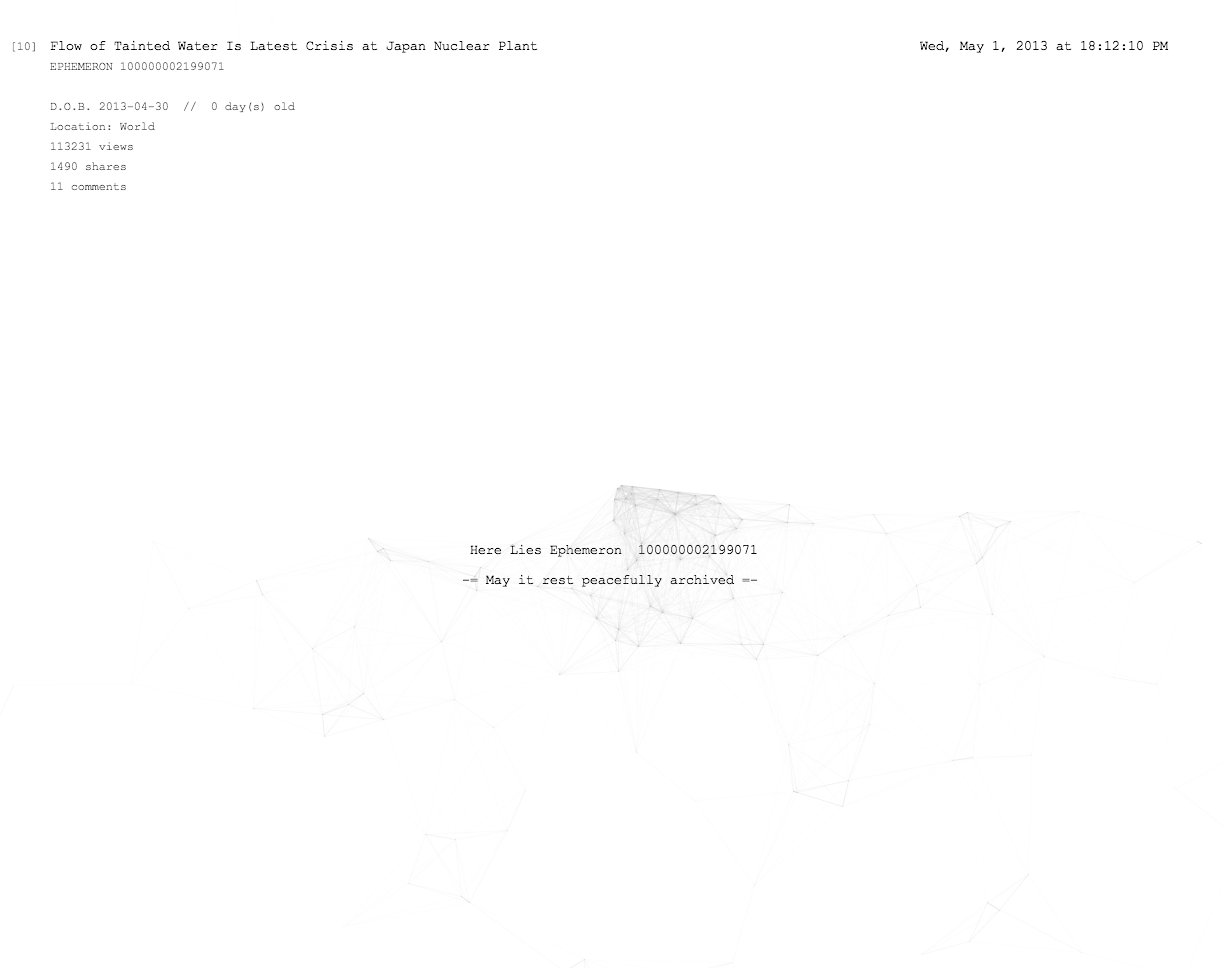 [10] Flow of Tainted Water Is Latest Crisis at Japan Nuclear Plant Wed, May 1, 2013 at 18:12:10 PM
EPHEMERON 100000002199071
D.O.B. 2013-04-30 // 0 day(s) old
Location: World
113231 views
1490 shares
11 comments
Here Lies Ephemeron 100000002199071
-= May it rest peacefully archived =-